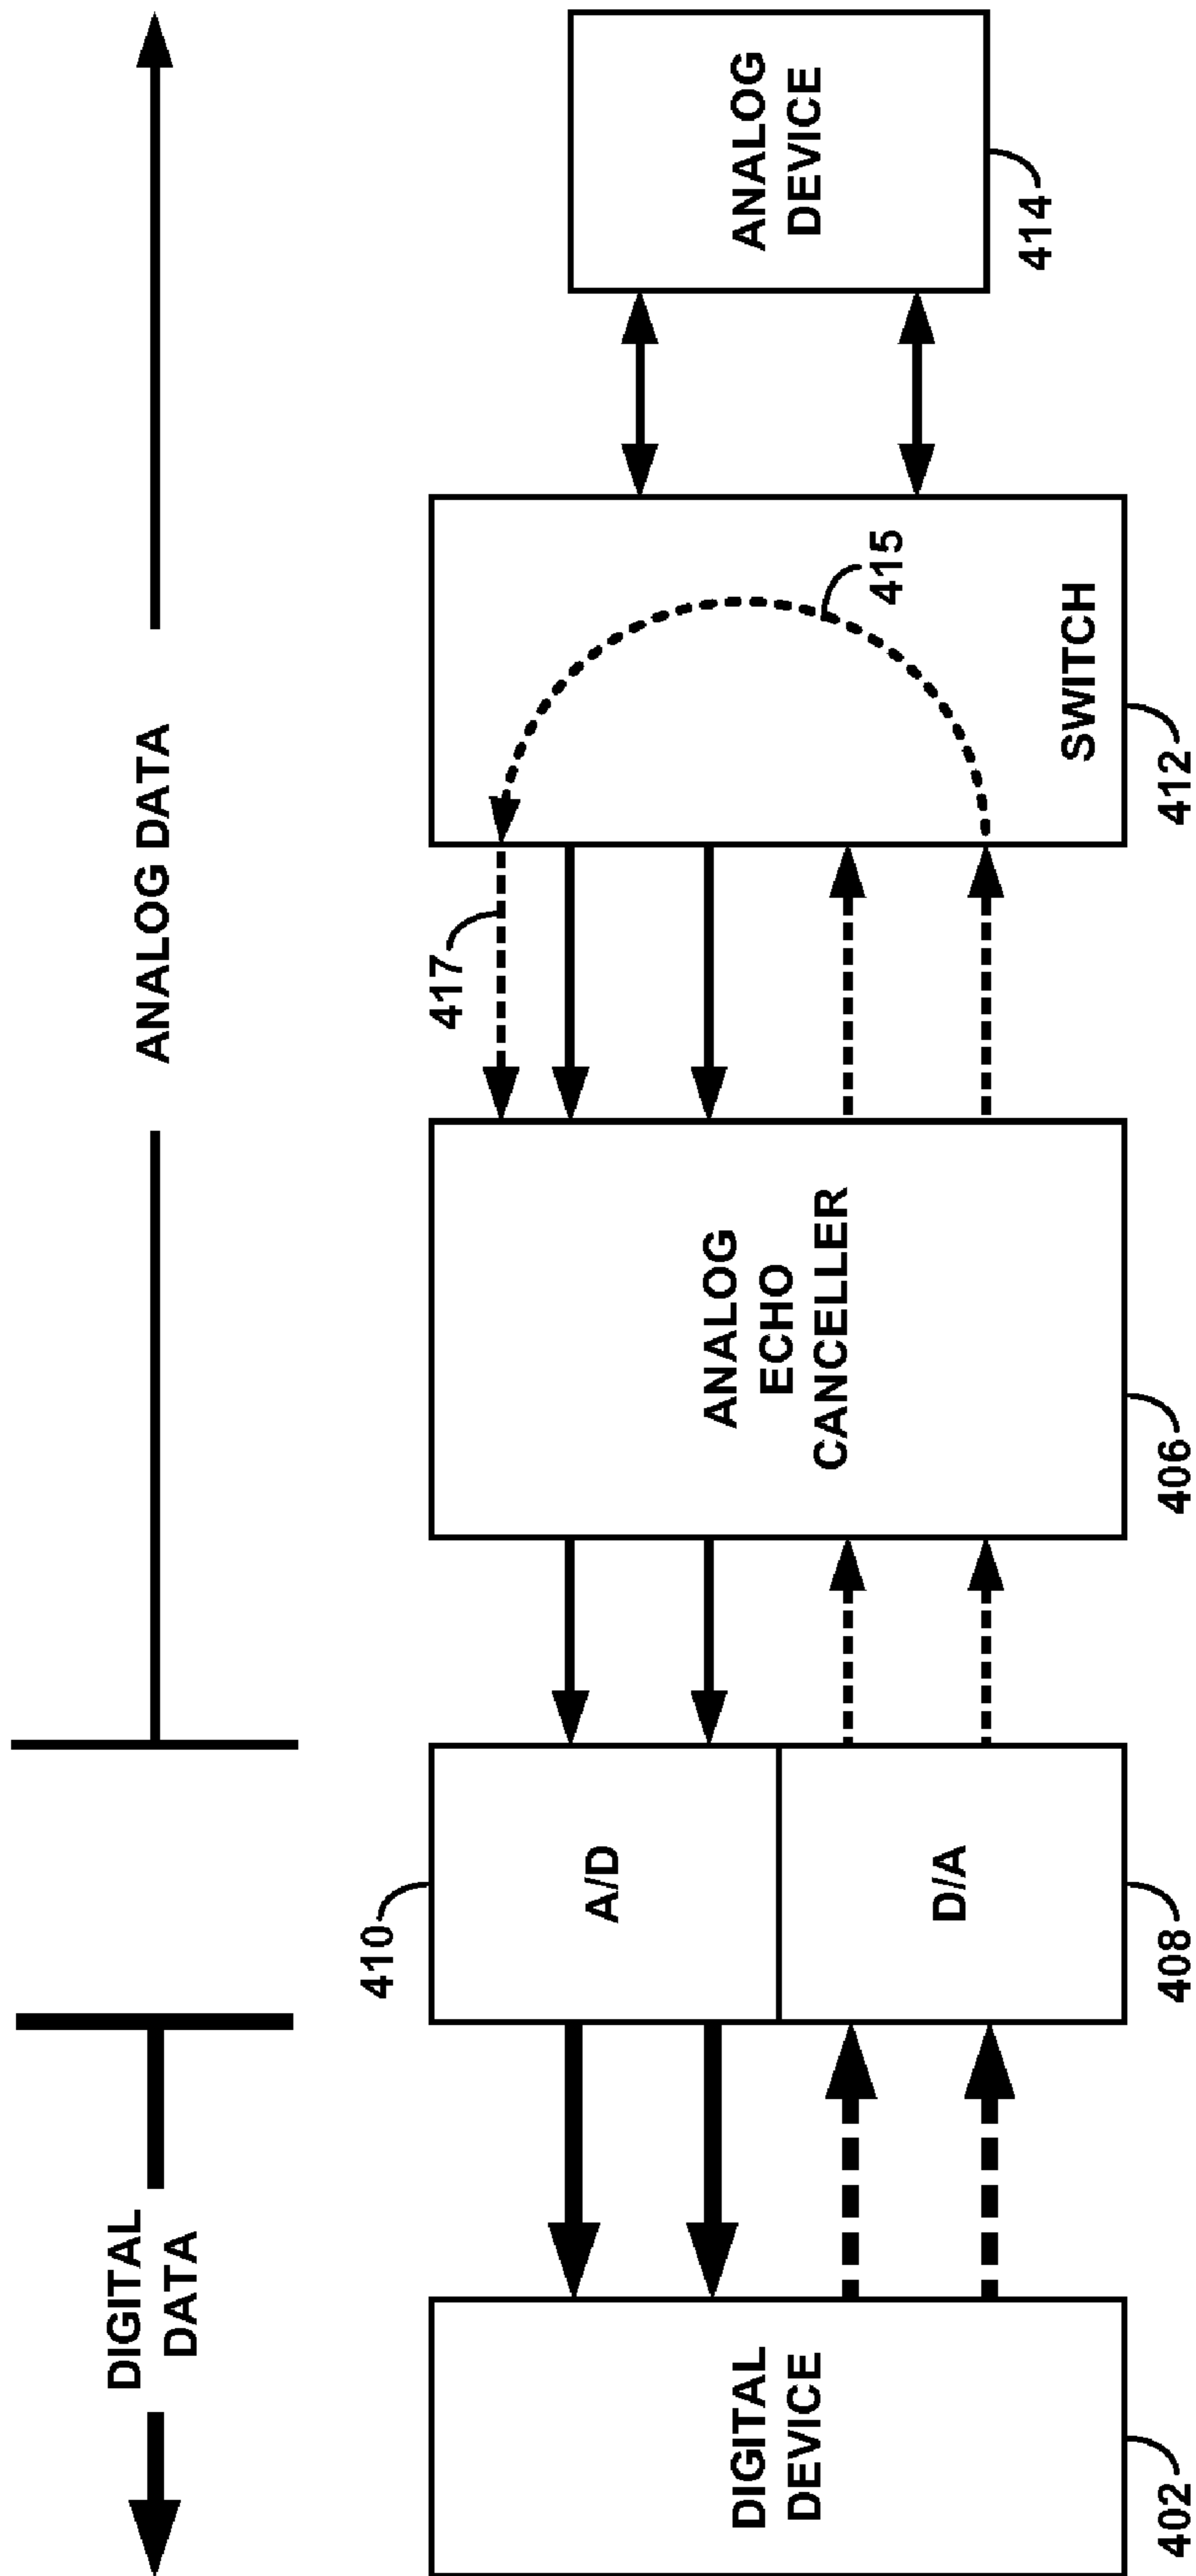 DIGITAL
DATA
ANALOG DATA
410
A/D
D/A
408
DIGITAL
DEVICE
402
ANALOG
ECHO
CANCELLER
406
417
415
SWITCH
412
ANALOG
DEVICE
414